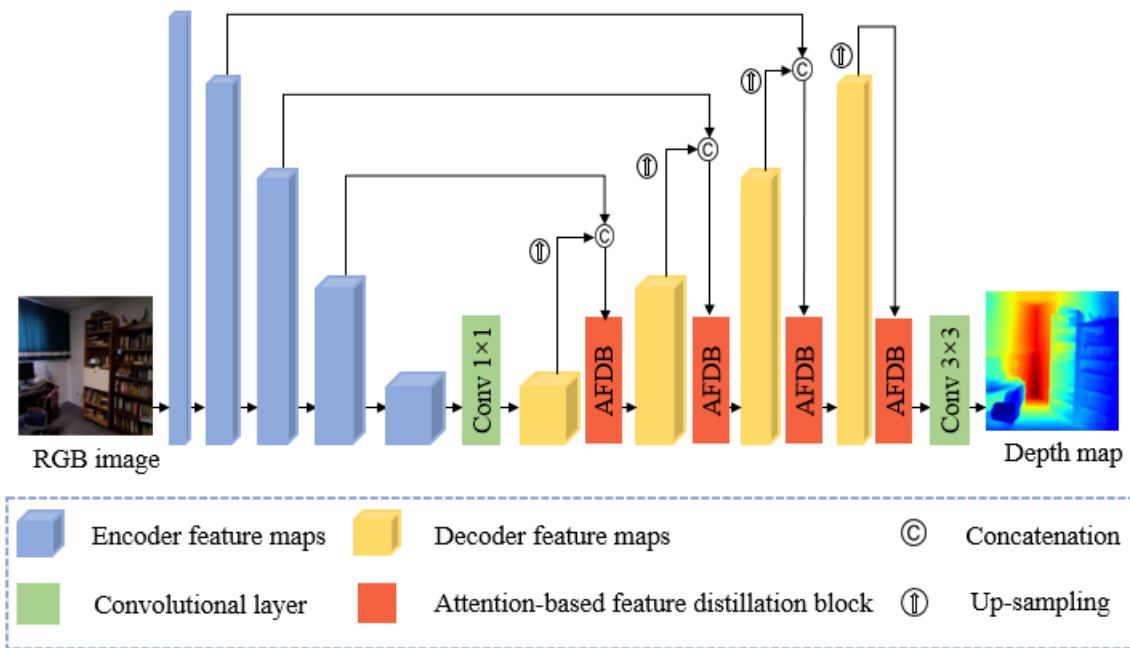 C
C
C
Conv 1×1
AFDB
AFDB
AFDB
AFDB
Conv 3×3
RGB image
Depth map
Encoder feature maps
Decoder feature maps
C
Concatenation
Convolutional layer
Attention-based feature distillation block
Up-sampling